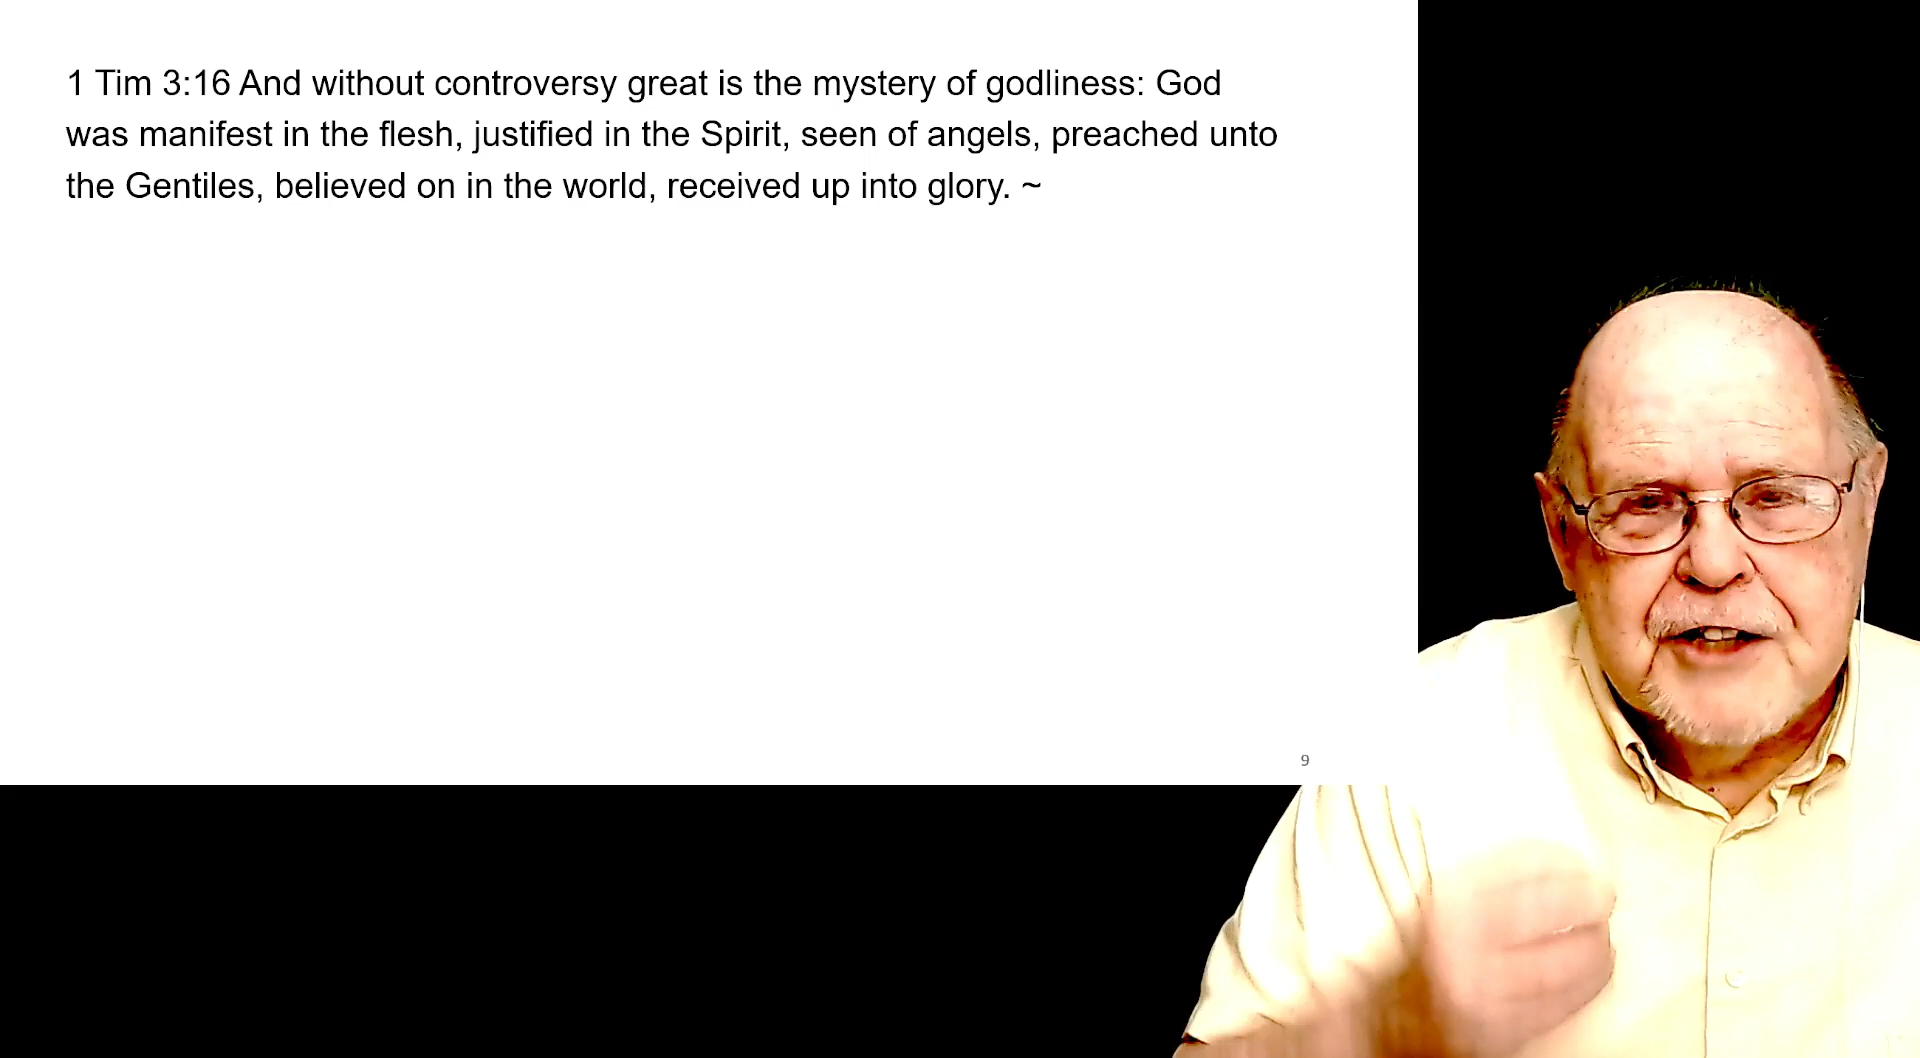 1 Tim 3:16 And without controversy great is the mystery of godliness: God
was manifest in the flesh, justified in the Spirit, seen of angels, preached unto
the Gentiles, believed on in the world, received up into glory. ~
9